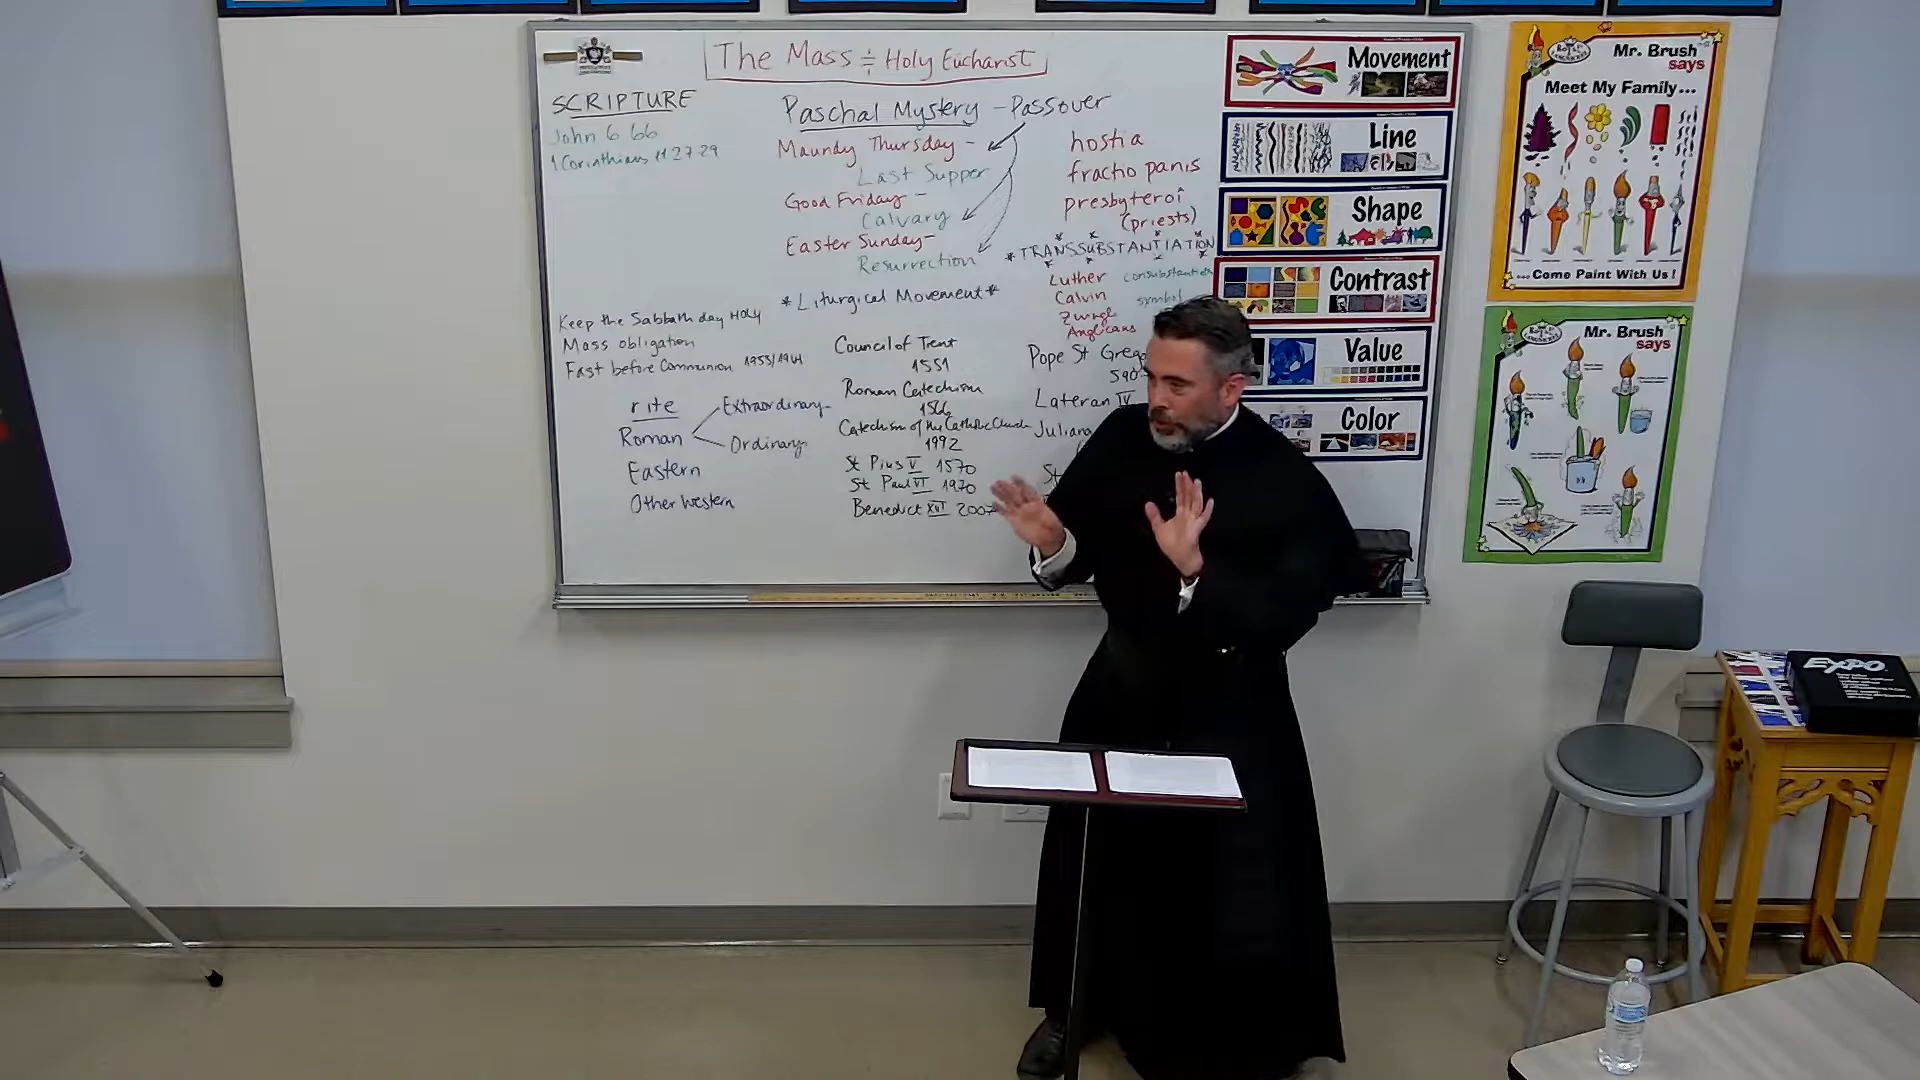 The Mass & Holy Eucharist
SCRIPTURE
John 6 66
1 Corinthians 11 27-29
Paschal Mystery - Passover
Maundy Thursday -
Last Supper
Good Friday -
Calvary
Easter Sunday -
Resurrection
*Liturgical Movement*
hostia
fractio panis
presbyteroi
(priests)
*TRANSSUBSTANTIATION
Luther consubstantiation
Calvin symbol
Zwingli
Anglicans
Keep the Sabbath day HOLY
Mass obligation
Fast before Communion 1953/1964
rite
Roman
Extraordinary
Ordinary
Eastern
Other Western
Council of Trent
1551
Roman Catechism
1566
Catechism of the Catholic Church
1992
St Pius V 1570
St Paul VI 1970
Benedict XVI 2007
Pope St Grego
590
Lateran IV
Juliana
St
Movement
Line
Shape
Contrast
Value
Color
Mr. Brush
says
Meet My Family...
...Come Paint With Us!
Mr. Brush
says
EXPO